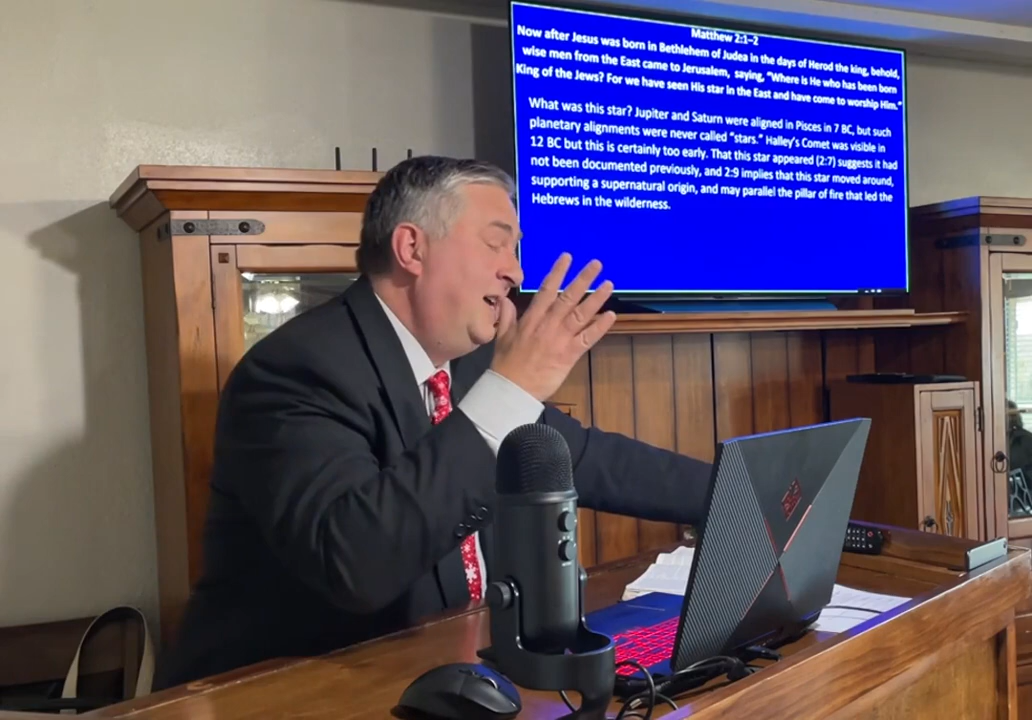 Matthew 2:1–2
Now after Jesus was born in Bethlehem of Judea in the days of Herod the king, behold,
wise men from the East came to Jerusalem, saying, "Where is He who has been born
King of the Jews? For we have seen His star in the East and have come to worship Him."
What was this star? Jupiter and Saturn were aligned in Pisces in 7 BC, but such
planetary alignments were never called "stars." Halley's Comet was visible in
12 BC but this is certainly too early. That this star appeared (2:7) suggests it had
not been documented previously, and 2:9 implies that this star moved around,
supporting a supernatural origin, and may parallel the pillar of fire that led the
Hebrews in the wilderness.